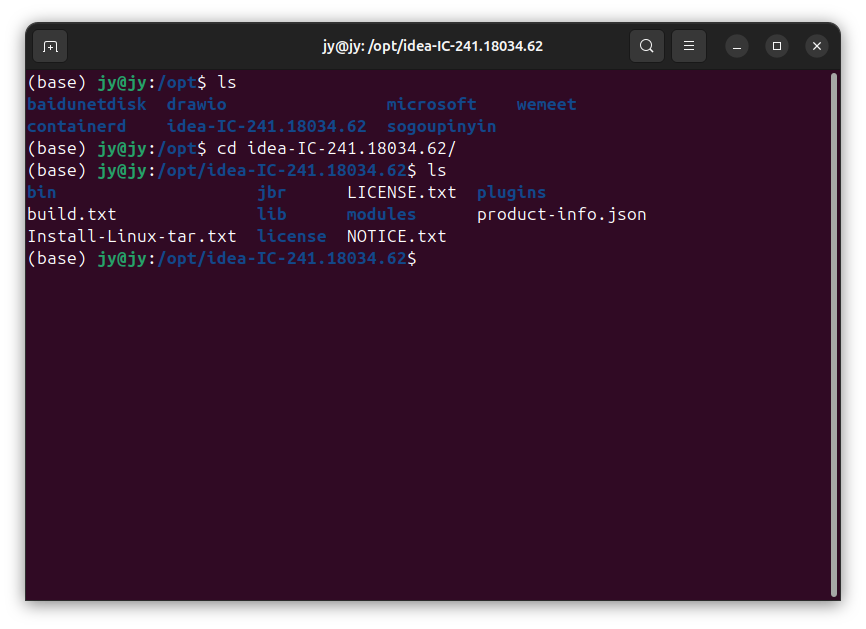 jy@jy: /opt/idea-IC-241.18034.62
(base) jy@jy:/opt$ ls
baidunetdisk  drawio                microsoft    wemeet
containerd    idea-IC-241.18034.62  sogoupinyin
(base) jy@jy:/opt$ cd idea-IC-241.18034.62/
(base) jy@jy:/opt/idea-IC-241.18034.62$ ls
bin                    jbr      LICENSE.txt  plugins
build.txt              lib      modules      product-info.json
Install-Linux-tar.txt  license  NOTICE.txt
(base) jy@jy:/opt/idea-IC-241.18034.62$